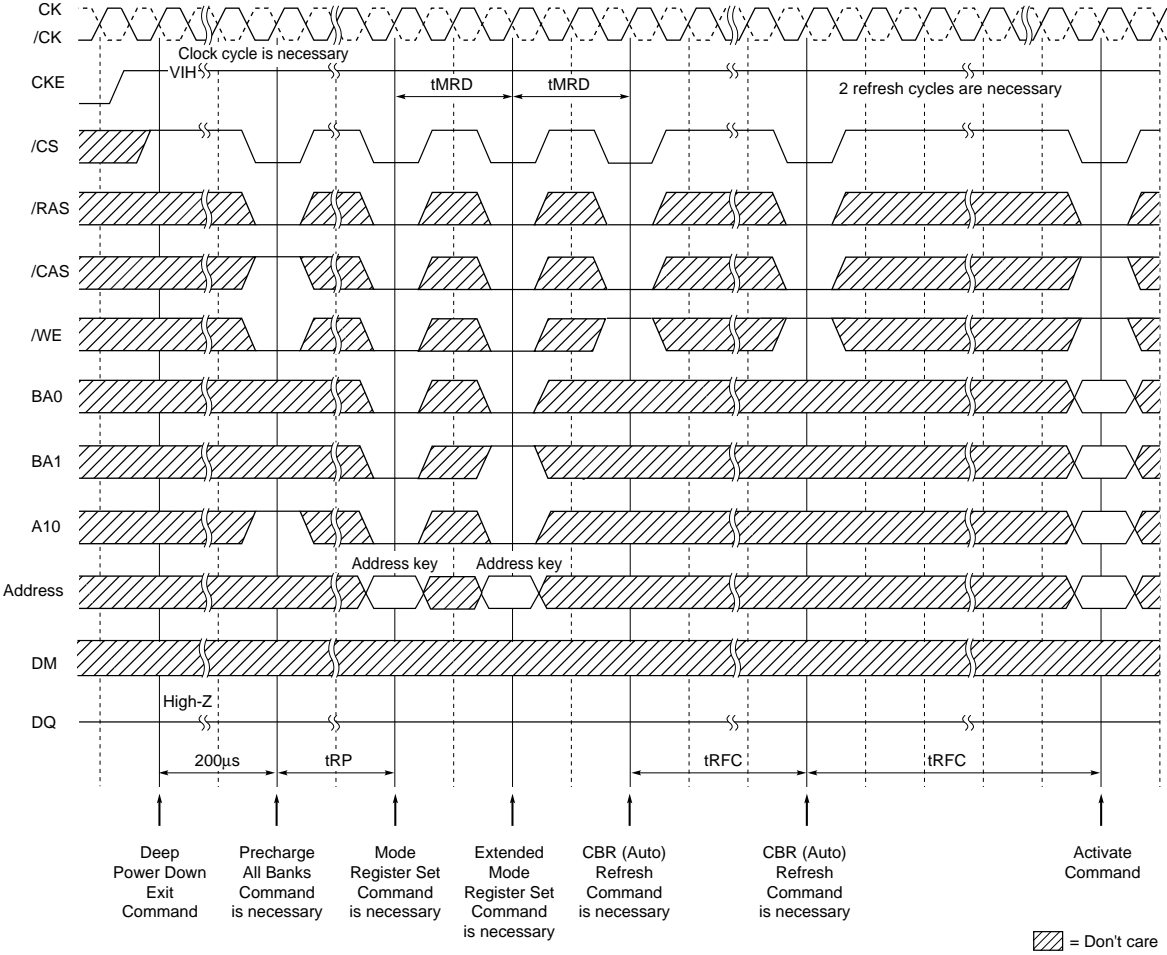 CK
/CK
Clock cycle is necessary
CKE
VIH
tMRD
tMRD
2 refresh cycles are necessary
/CS
/RAS
/CAS
/WE
BA0
BA1
A10
Address key
Address key
Address
DM
High-Z
DQ
200μs
tRP
tRFC
tRFC
Deep
Power Down
Exit
Command
Precharge
All Banks
Command
is necessary
Mode
Register Set
Command
is necessary
Extended
Mode
Register Set
Command
is necessary
CBR (Auto)
Refresh
Command
is necessary
CBR (Auto)
Refresh
Command
is necessary
Activate
Command
= Don't care